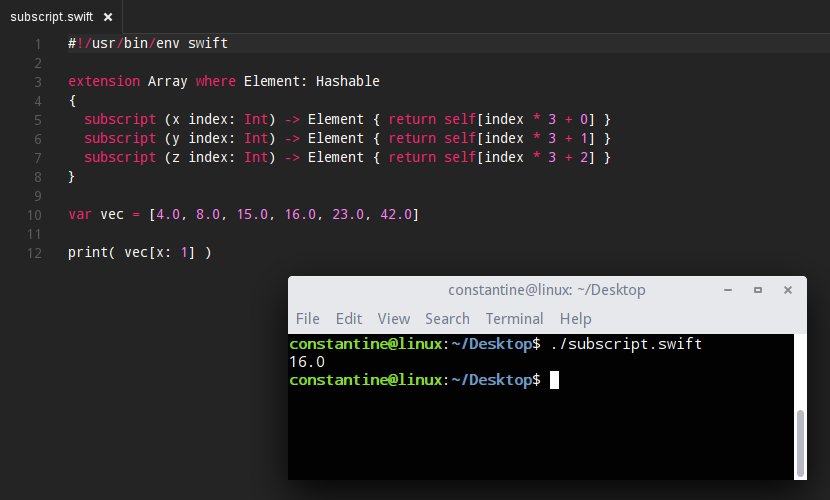 subscript.swift ×
1 #!/usr/bin/env swift
2
3 extension Array where Element: Hashable
4 {
5   subscript (x index: Int) -> Element { return self[index * 3 + 0] }
6   subscript (y index: Int) -> Element { return self[index * 3 + 1] }
7   subscript (z index: Int) -> Element { return self[index * 3 + 2] }
8 }
9
10 var vec = [4.0, 8.0, 15.0, 16.0, 23.0, 42.0]
11
12 print( vec[x: 1] )
constantine@linux: ~/Desktop
File Edit View Search Terminal Help
constantine@linux:~/Desktop$ ./subscript.swift
16.0
constantine@linux:~/Desktop$